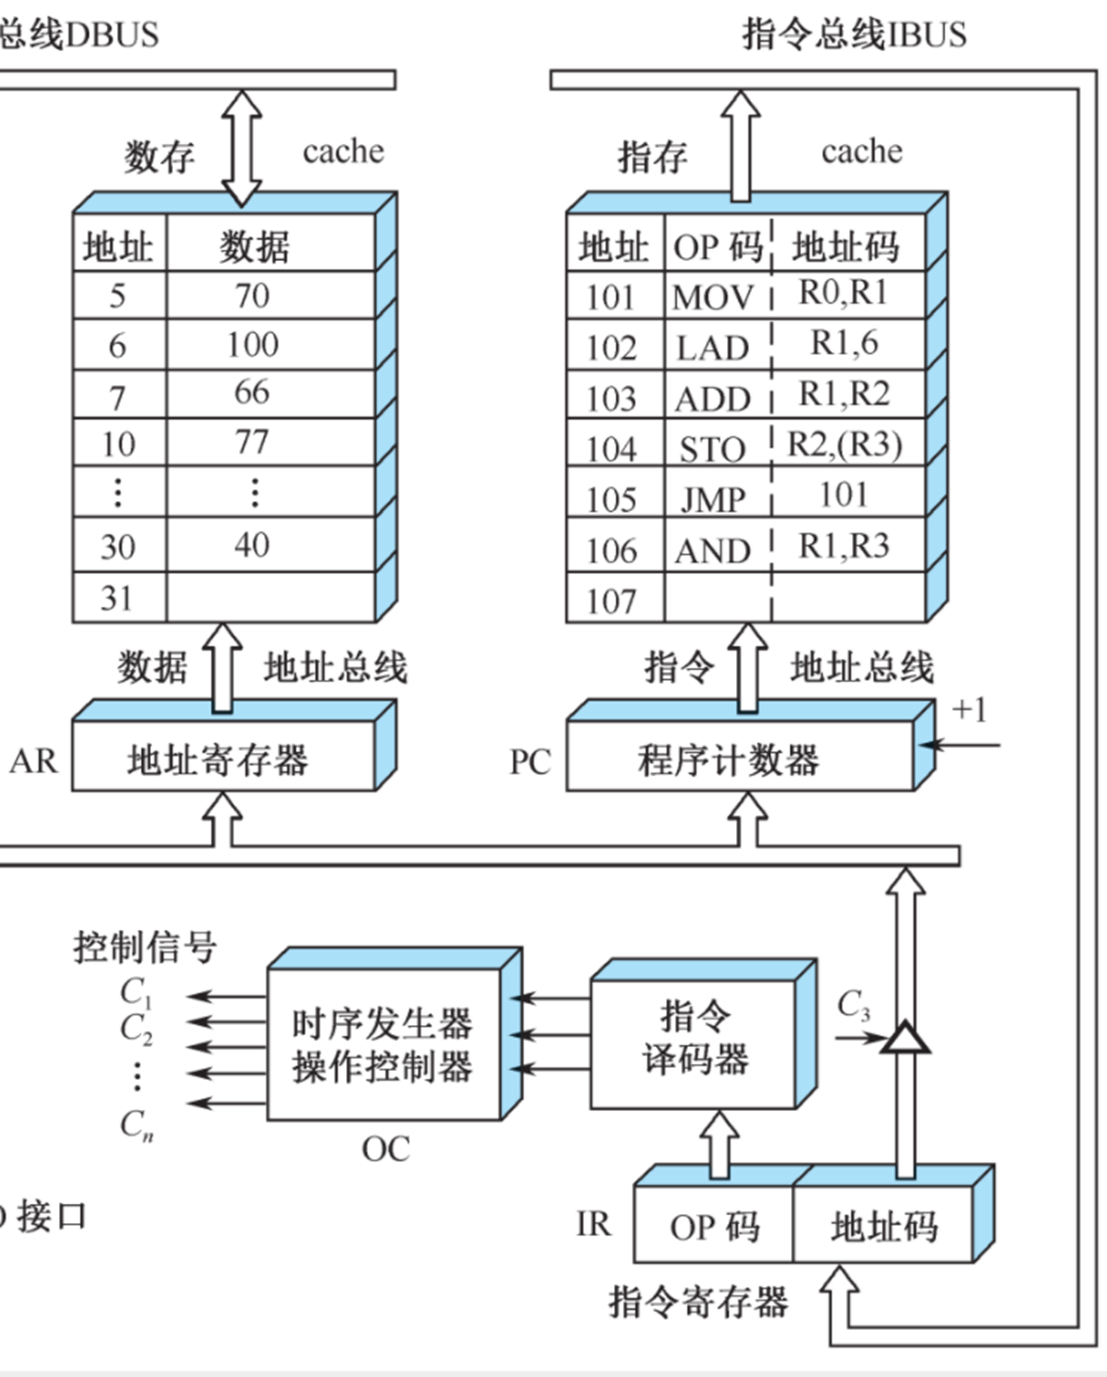 总线DBUS
指令总线IBUS
数存 cache
指存 cache
地址 数据
5 70
6 100
7 66
10 77
⋮ ⋮
30 40
31
地址 OP 码 地址码
101 MOV R0,R1
102 LAD R1,6
103 ADD R1,R2
104 STO R2,(R3)
105 JMP 101
106 AND R1,R3
107
数据 地址总线
指令 地址总线
+1
AR 地址寄存器
PC 程序计数器
控制信号
C1
C2
⋮
Cn
时序发生器
操作控制器
OC
指令
译码器
C3
接口
IR OP 码 地址码
指令寄存器